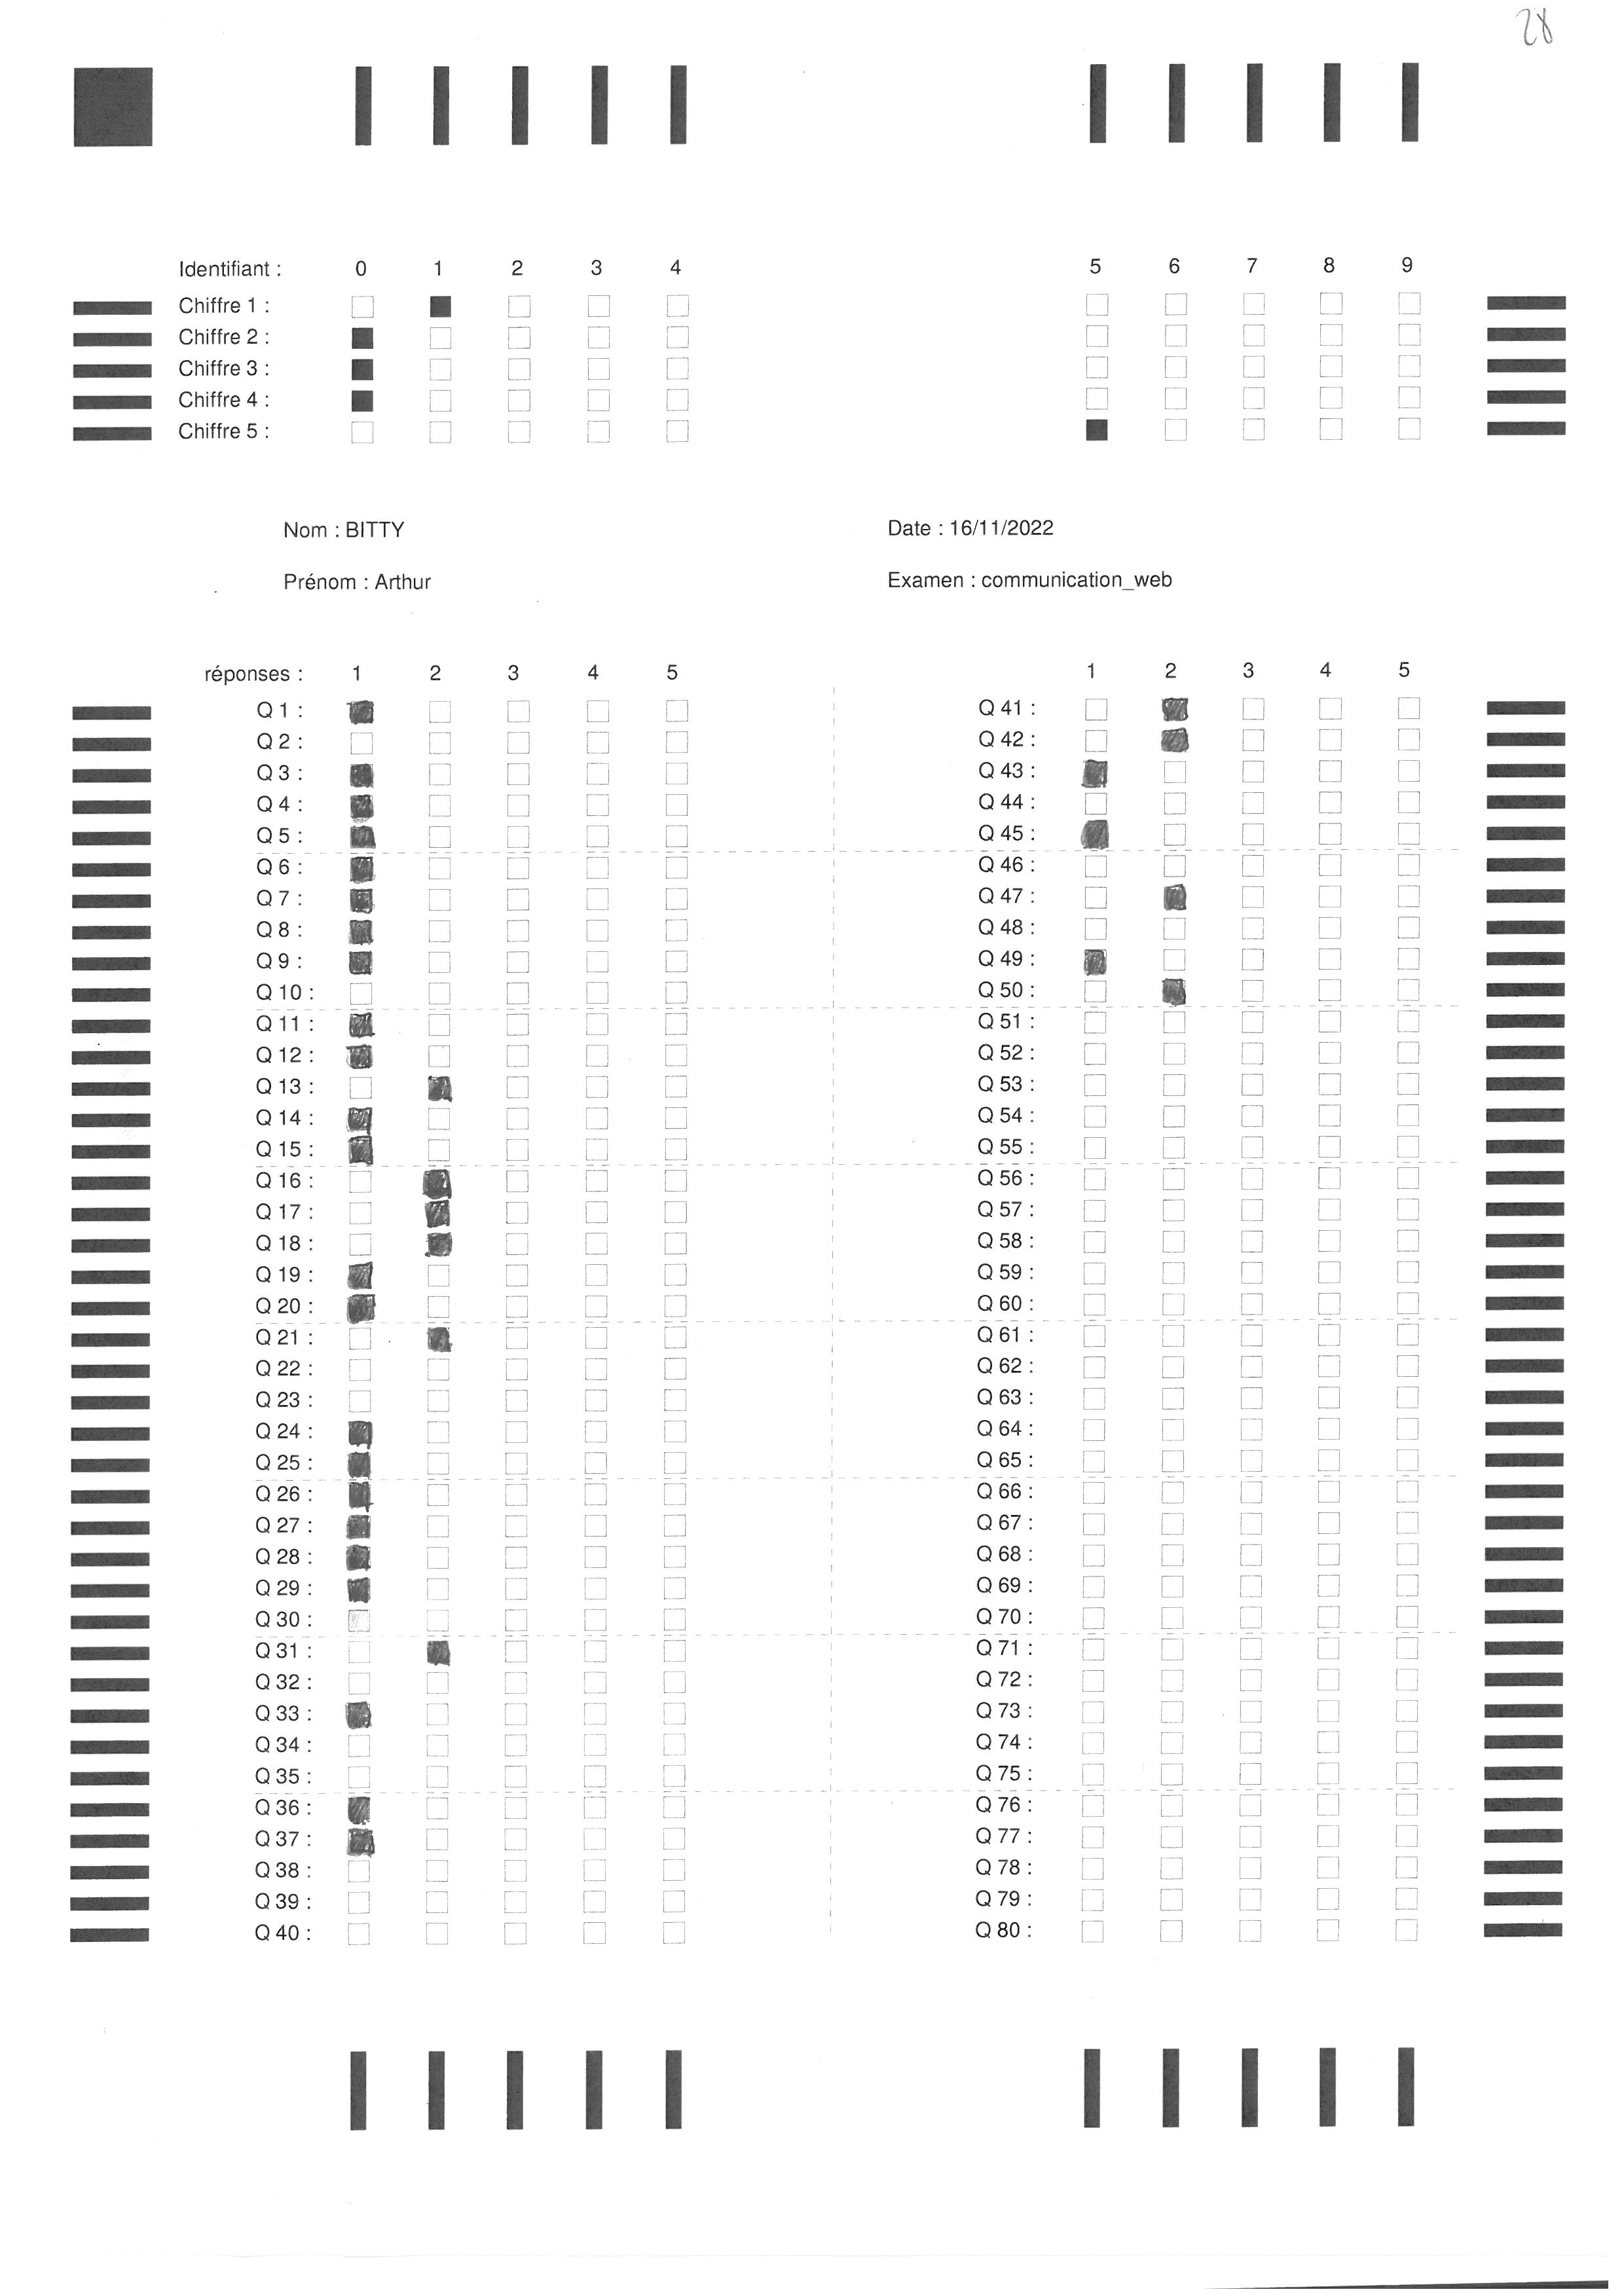 28
Identifiant : 0 1 2 3 4 5 6 7 8 9
Chiffre 1 :
Chiffre 2 :
Chiffre 3 :
Chiffre 4 :
Chiffre 5 :
Nom : BITTY
Date : 16/11/2022
Prénom : Arthur
Examen : communication_web
réponses : 1 2 3 4 5
Q 1 :
Q 2 :
Q 3 :
Q 4 :
Q 5 :
Q 6 :
Q 7 :
Q 8 :
Q 9 :
Q 10 :
Q 11 :
Q 12 :
Q 13 :
Q 14 :
Q 15 :
Q 16 :
Q 17 :
Q 18 :
Q 19 :
Q 20 :
Q 21 :
Q 22 :
Q 23 :
Q 24 :
Q 25 :
Q 26 :
Q 27 :
Q 28 :
Q 29 :
Q 30 :
Q 31 :
Q 32 :
Q 33 :
Q 34 :
Q 35 :
Q 36 :
Q 37 :
Q 38 :
Q 39 :
Q 40 :
1 2 3 4 5
Q 41 :
Q 42 :
Q 43 :
Q 44 :
Q 45 :
Q 46 :
Q 47 :
Q 48 :
Q 49 :
Q 50 :
Q 51 :
Q 52 :
Q 53 :
Q 54 :
Q 55 :
Q 56 :
Q 57 :
Q 58 :
Q 59 :
Q 60 :
Q 61 :
Q 62 :
Q 63 :
Q 64 :
Q 65 :
Q 66 :
Q 67 :
Q 68 :
Q 69 :
Q 70 :
Q 71 :
Q 72 :
Q 73 :
Q 74 :
Q 75 :
Q 76 :
Q 77 :
Q 78 :
Q 79 :
Q 80 :